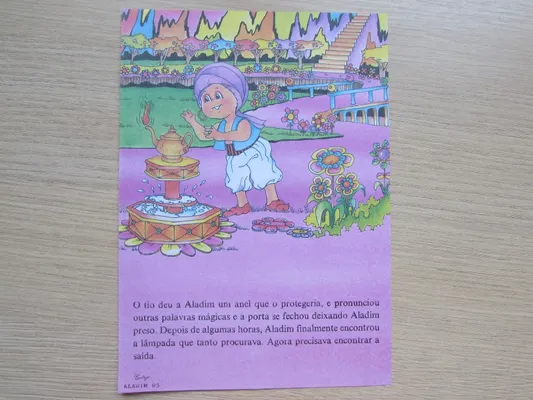 O tio deu a Aladim um anel que o protegeria, e pronunciou
outras palavras mágicas e a porta se fechou deixando Aladim
preso. Depois de algumas horas, Aladim finalmente encontrou
a lâmpada que tanto procurava. Agora precisava encontrar a
saída.
ALADIM 05